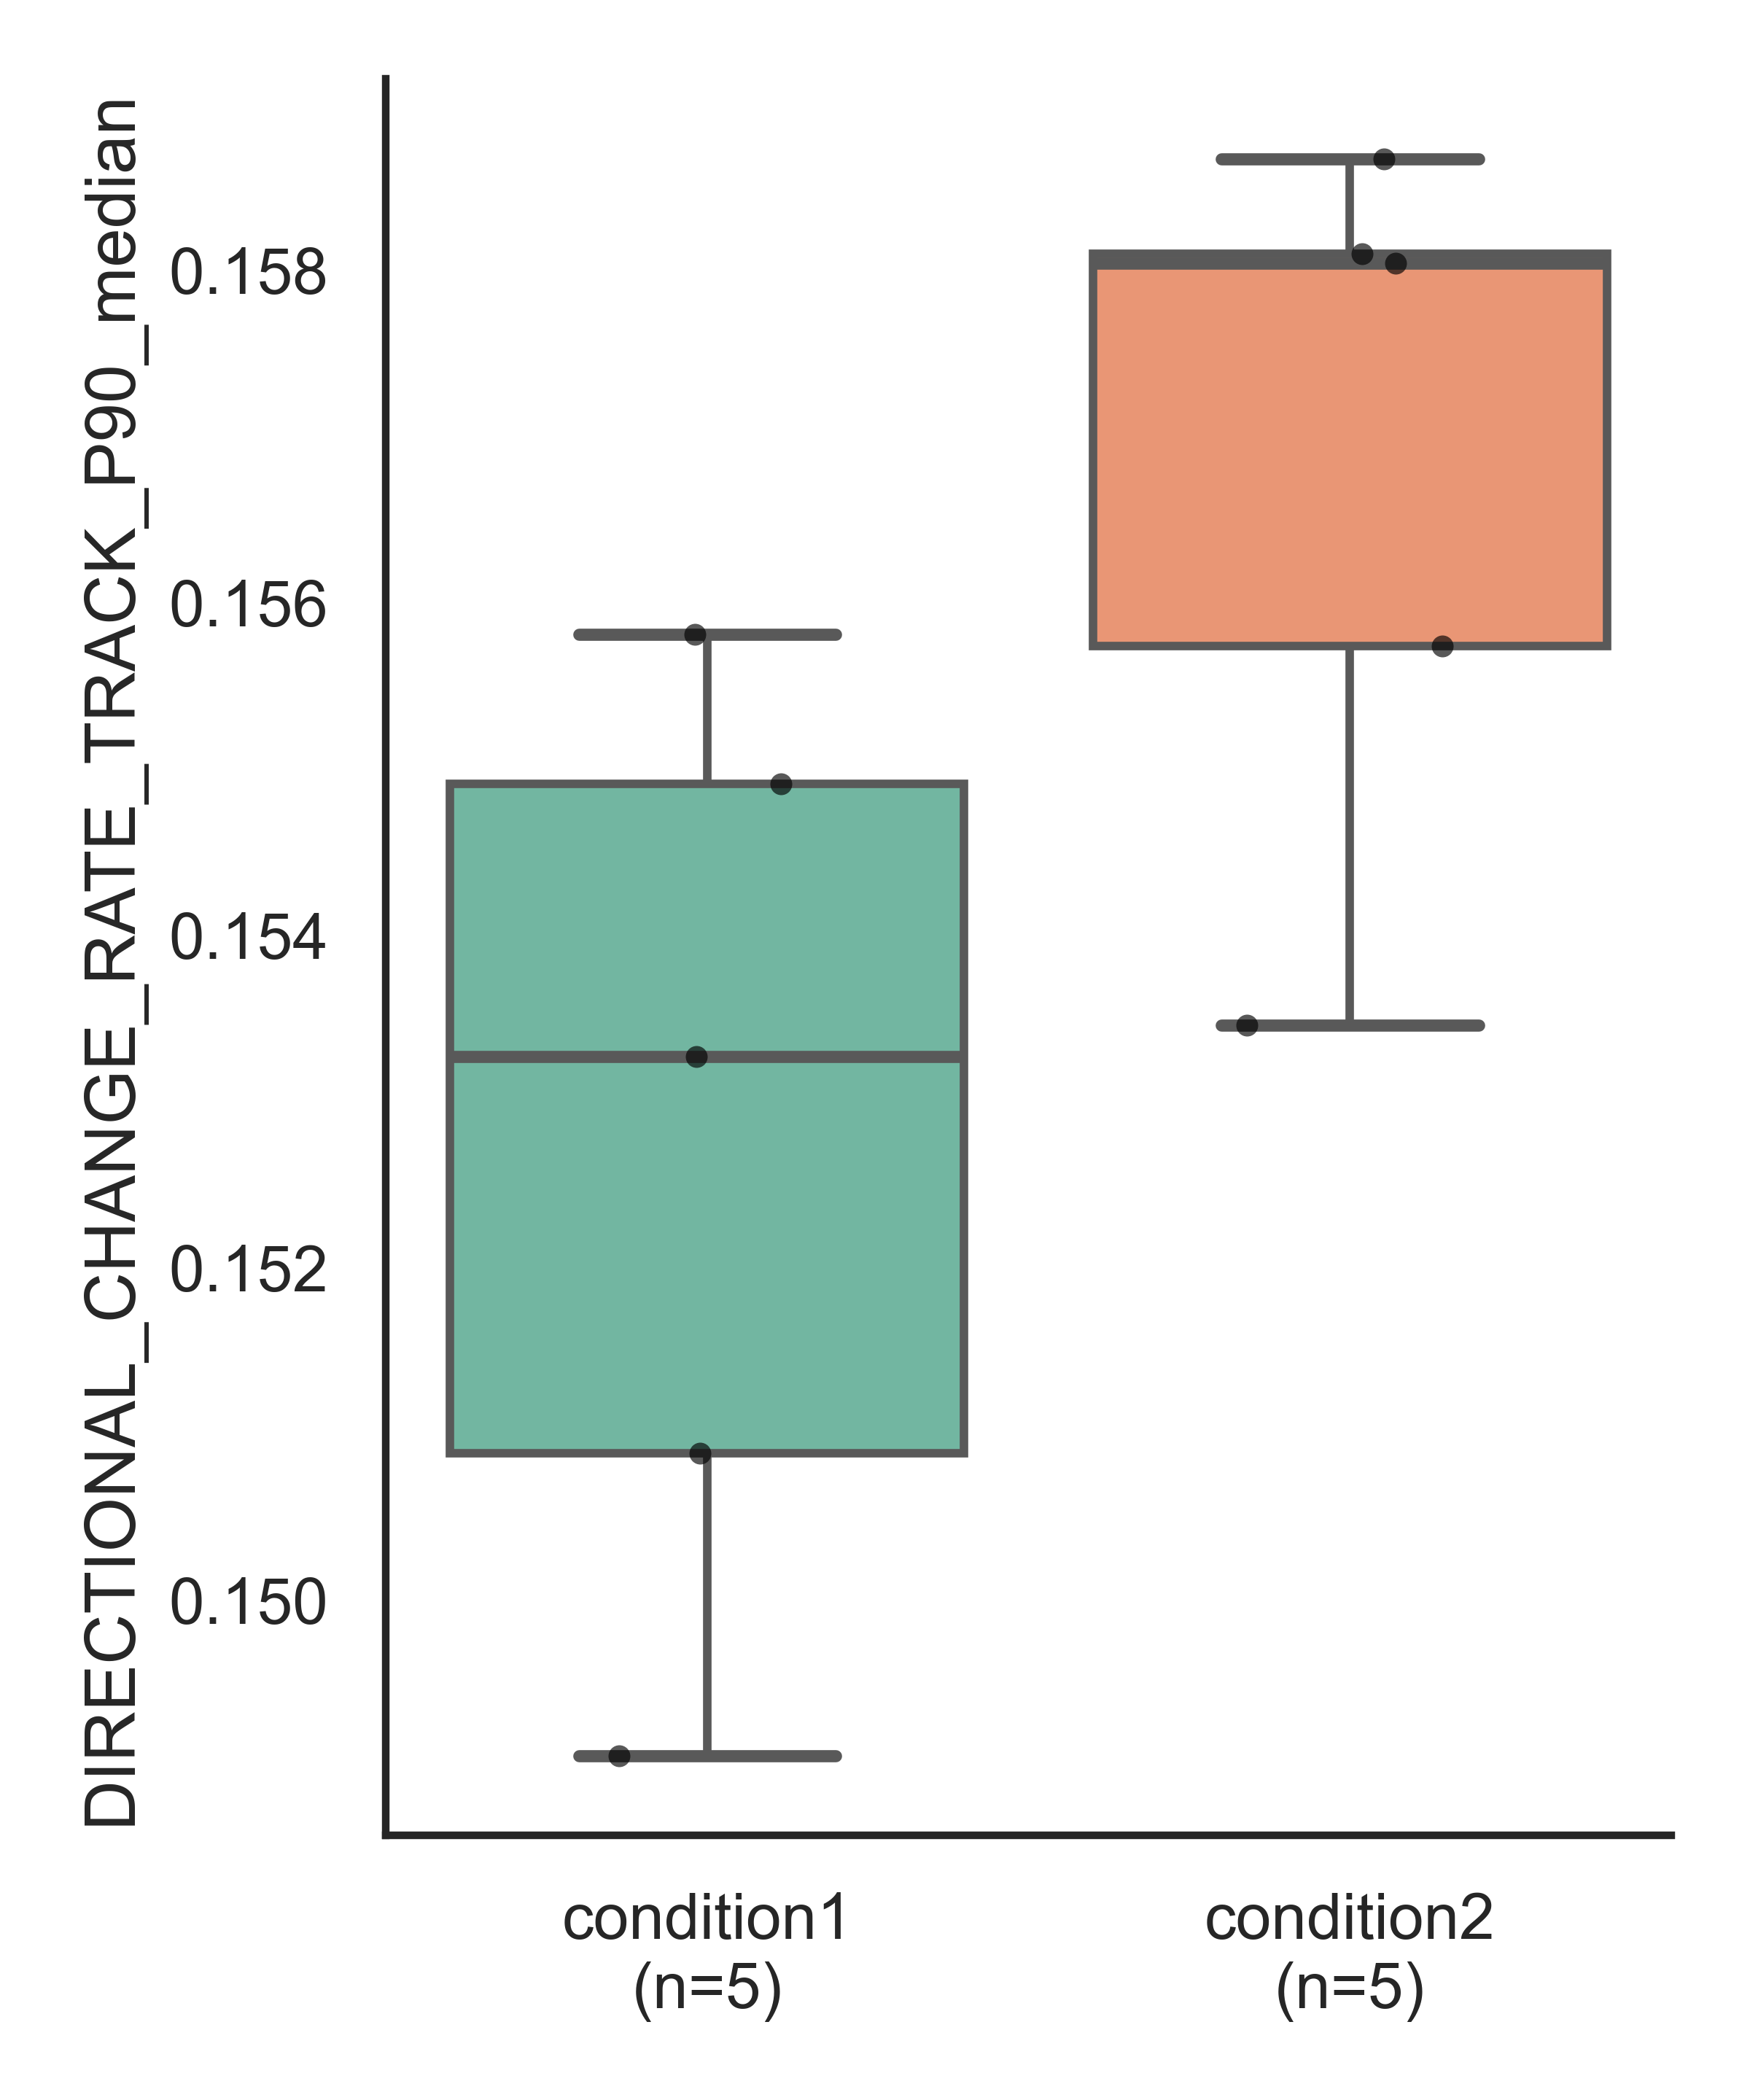 DIRECTIONAL_CHANGE_RATE_TRACK_P90_median
0.158
0.156
0.154
0.152
0.150
condition1
(n=5)
condition2
(n=5)